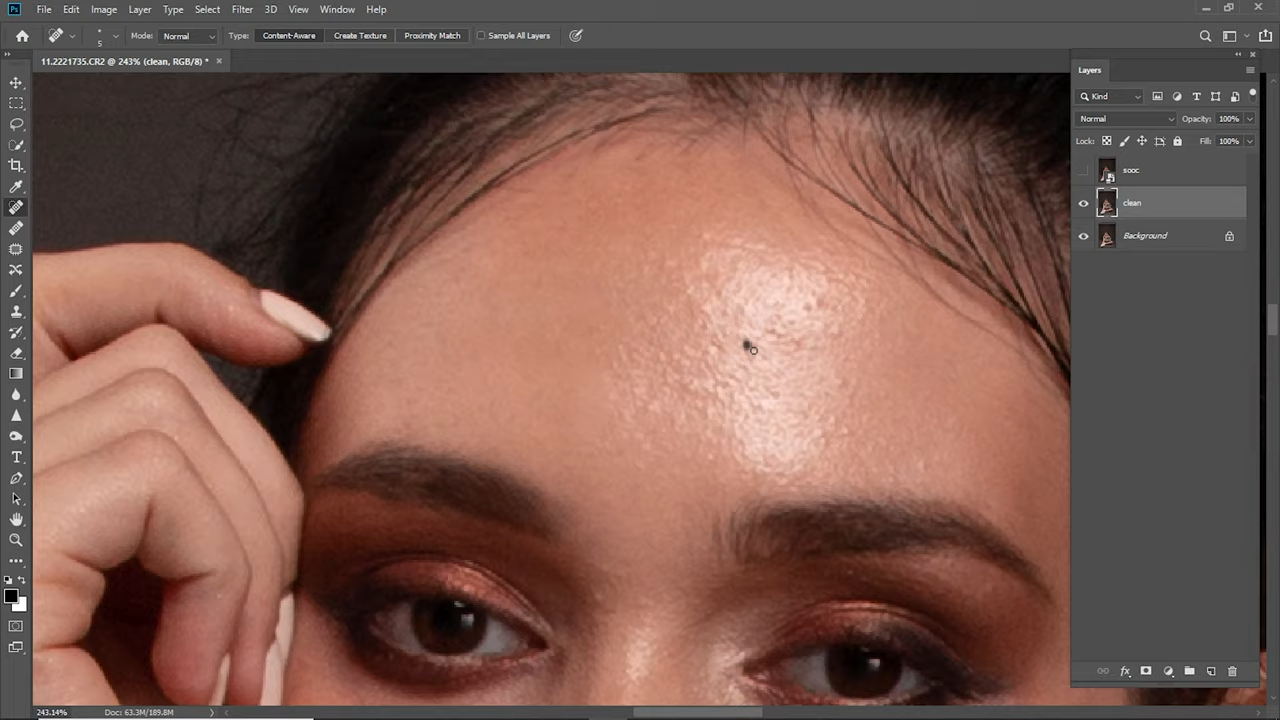 Ps File Edit Image Layer Type Select Filter 3D View Window Help
5 Mode: Normal Type: Content-Aware Create Texture Proximity Match Sample All Layers
11.2221735.CR2 @ 243% (clean, RGB/8) * ×
Layers
Kind
Normal Opacity: 100%
Lock: Fill: 100%
sooc
clean
Background
243.14% Doc: 63.3M/189.8M